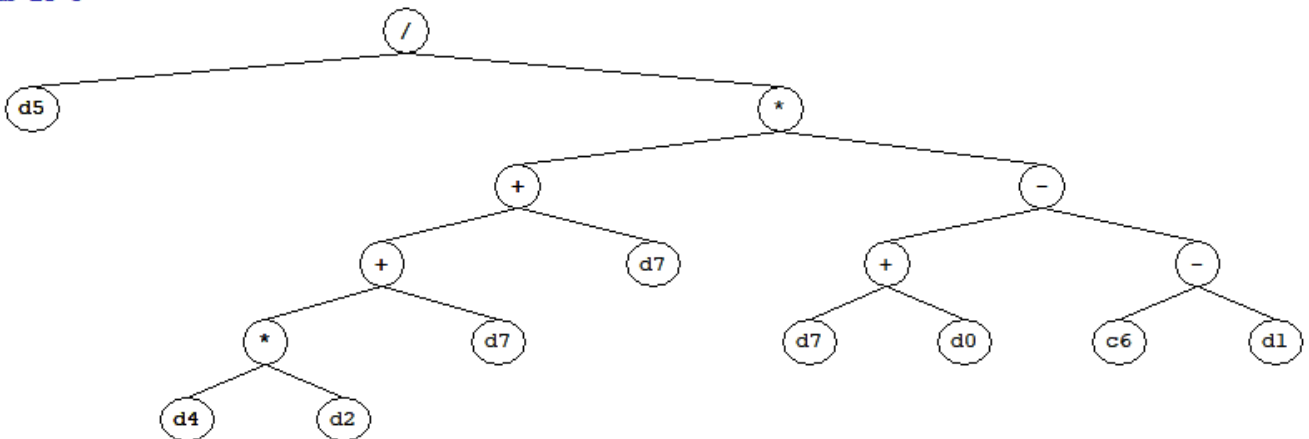 /
d5 *
+ -
+ d7 + -
* d7 d7 d0 c6 d1
d4 d2